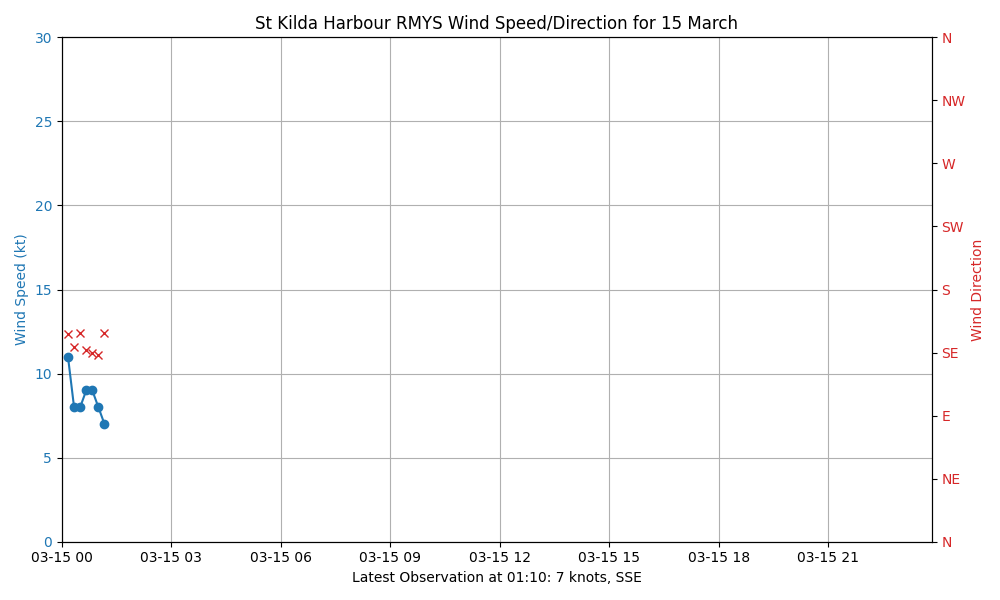 St Kilda Harbour RMYS Wind Speed/Direction for 15 March
30
25
20
15
10
5
0
Wind Speed (kt)
N
NW
W
SW
S
SE
E
NE
N
Wind Direction
03-15 00
03-15 03
03-15 06
03-15 09
03-15 12
03-15 15
03-15 18
03-15 21
Latest Observation at 01:10: 7 knots, SSE